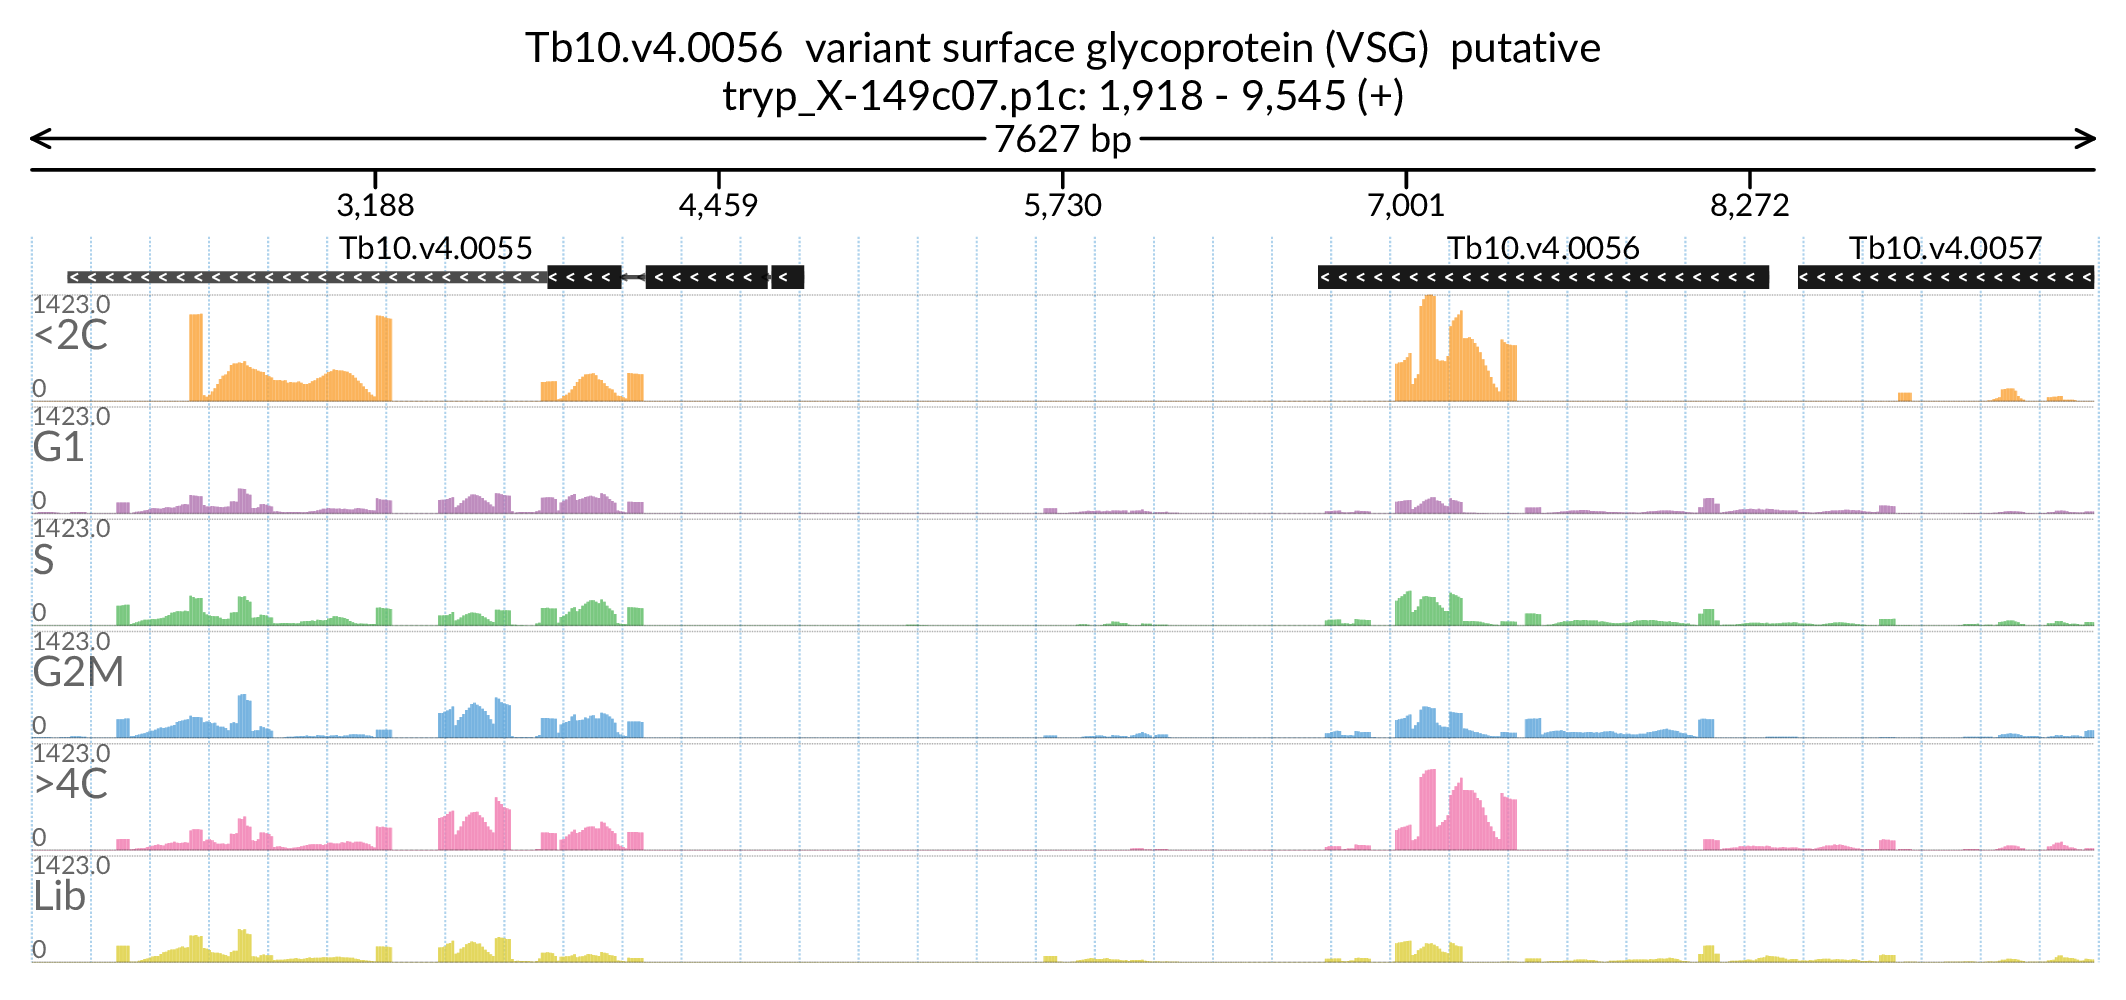 Tb10.v4.0056 variant surface glycoprotein (VSG) putative
tryp_X-149c07.p1c: 1,918 - 9,545 (+)
7627 bp
3,188 4,459 5,730 7,001 8,272
Tb10.v4.0055 Tb10.v4.0056 Tb10.v4.0057
1423.0
<2C
0
1423.0
G1
0
1423.0
S
0
1423.0
G2M
0
1423.0
>4C
0
1423.0
Lib
0